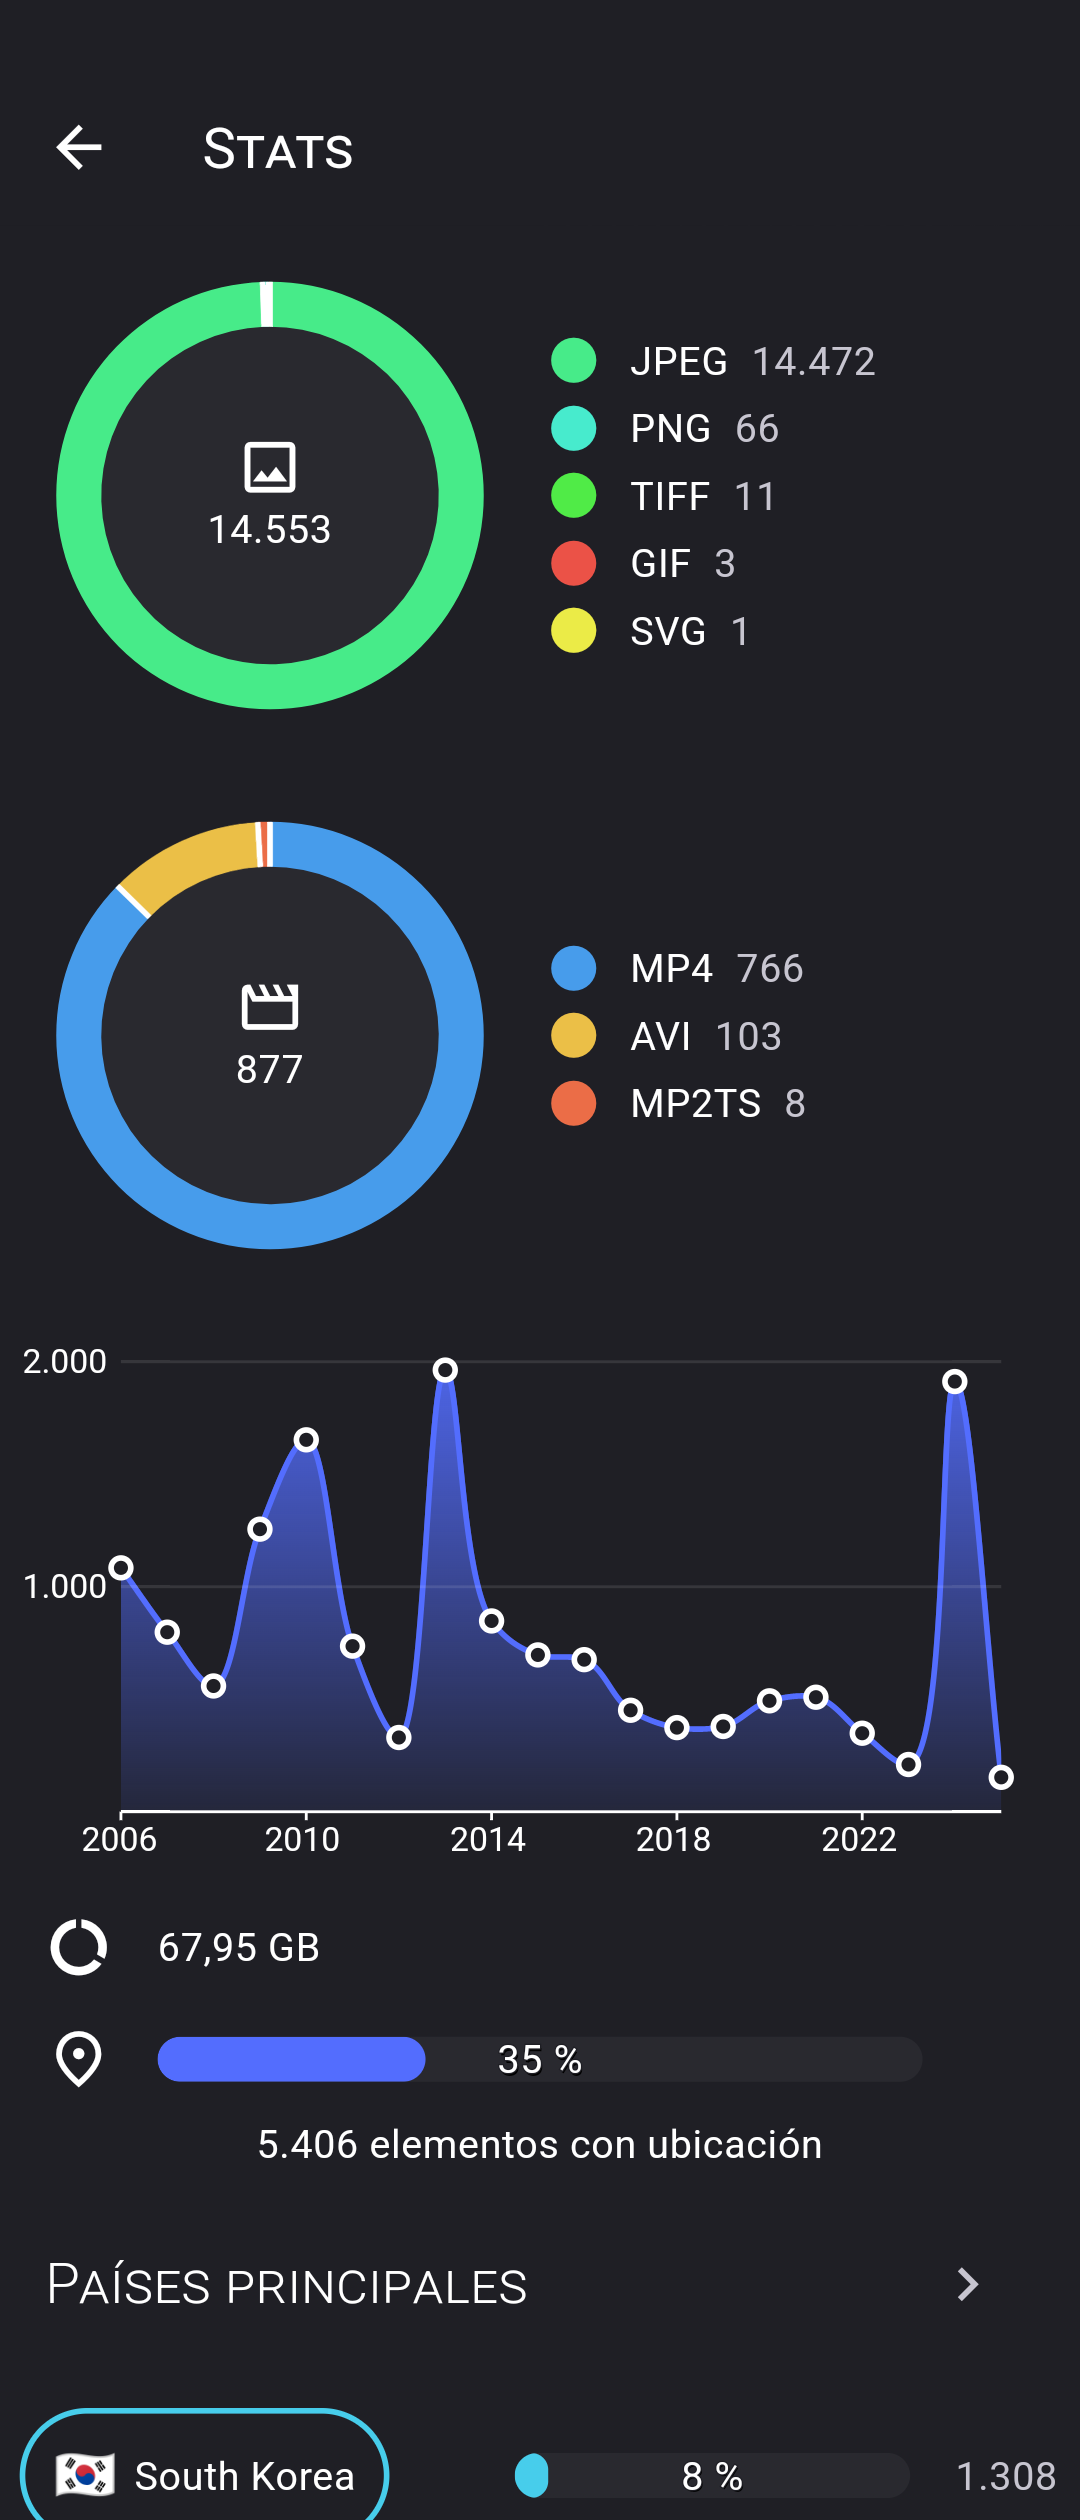 Stats
JPEG 14.472
PNG 66
TIFF 11
GIF 3
SVG 1
14.553
MP4 766
AVI 103
MP2TS 8
877
2.000
1.000
2006 2010 2014 2018 2022
67,95 GB
35 %
5.406 elementos con ubicación
Países principales
South Korea 8 % 1.308